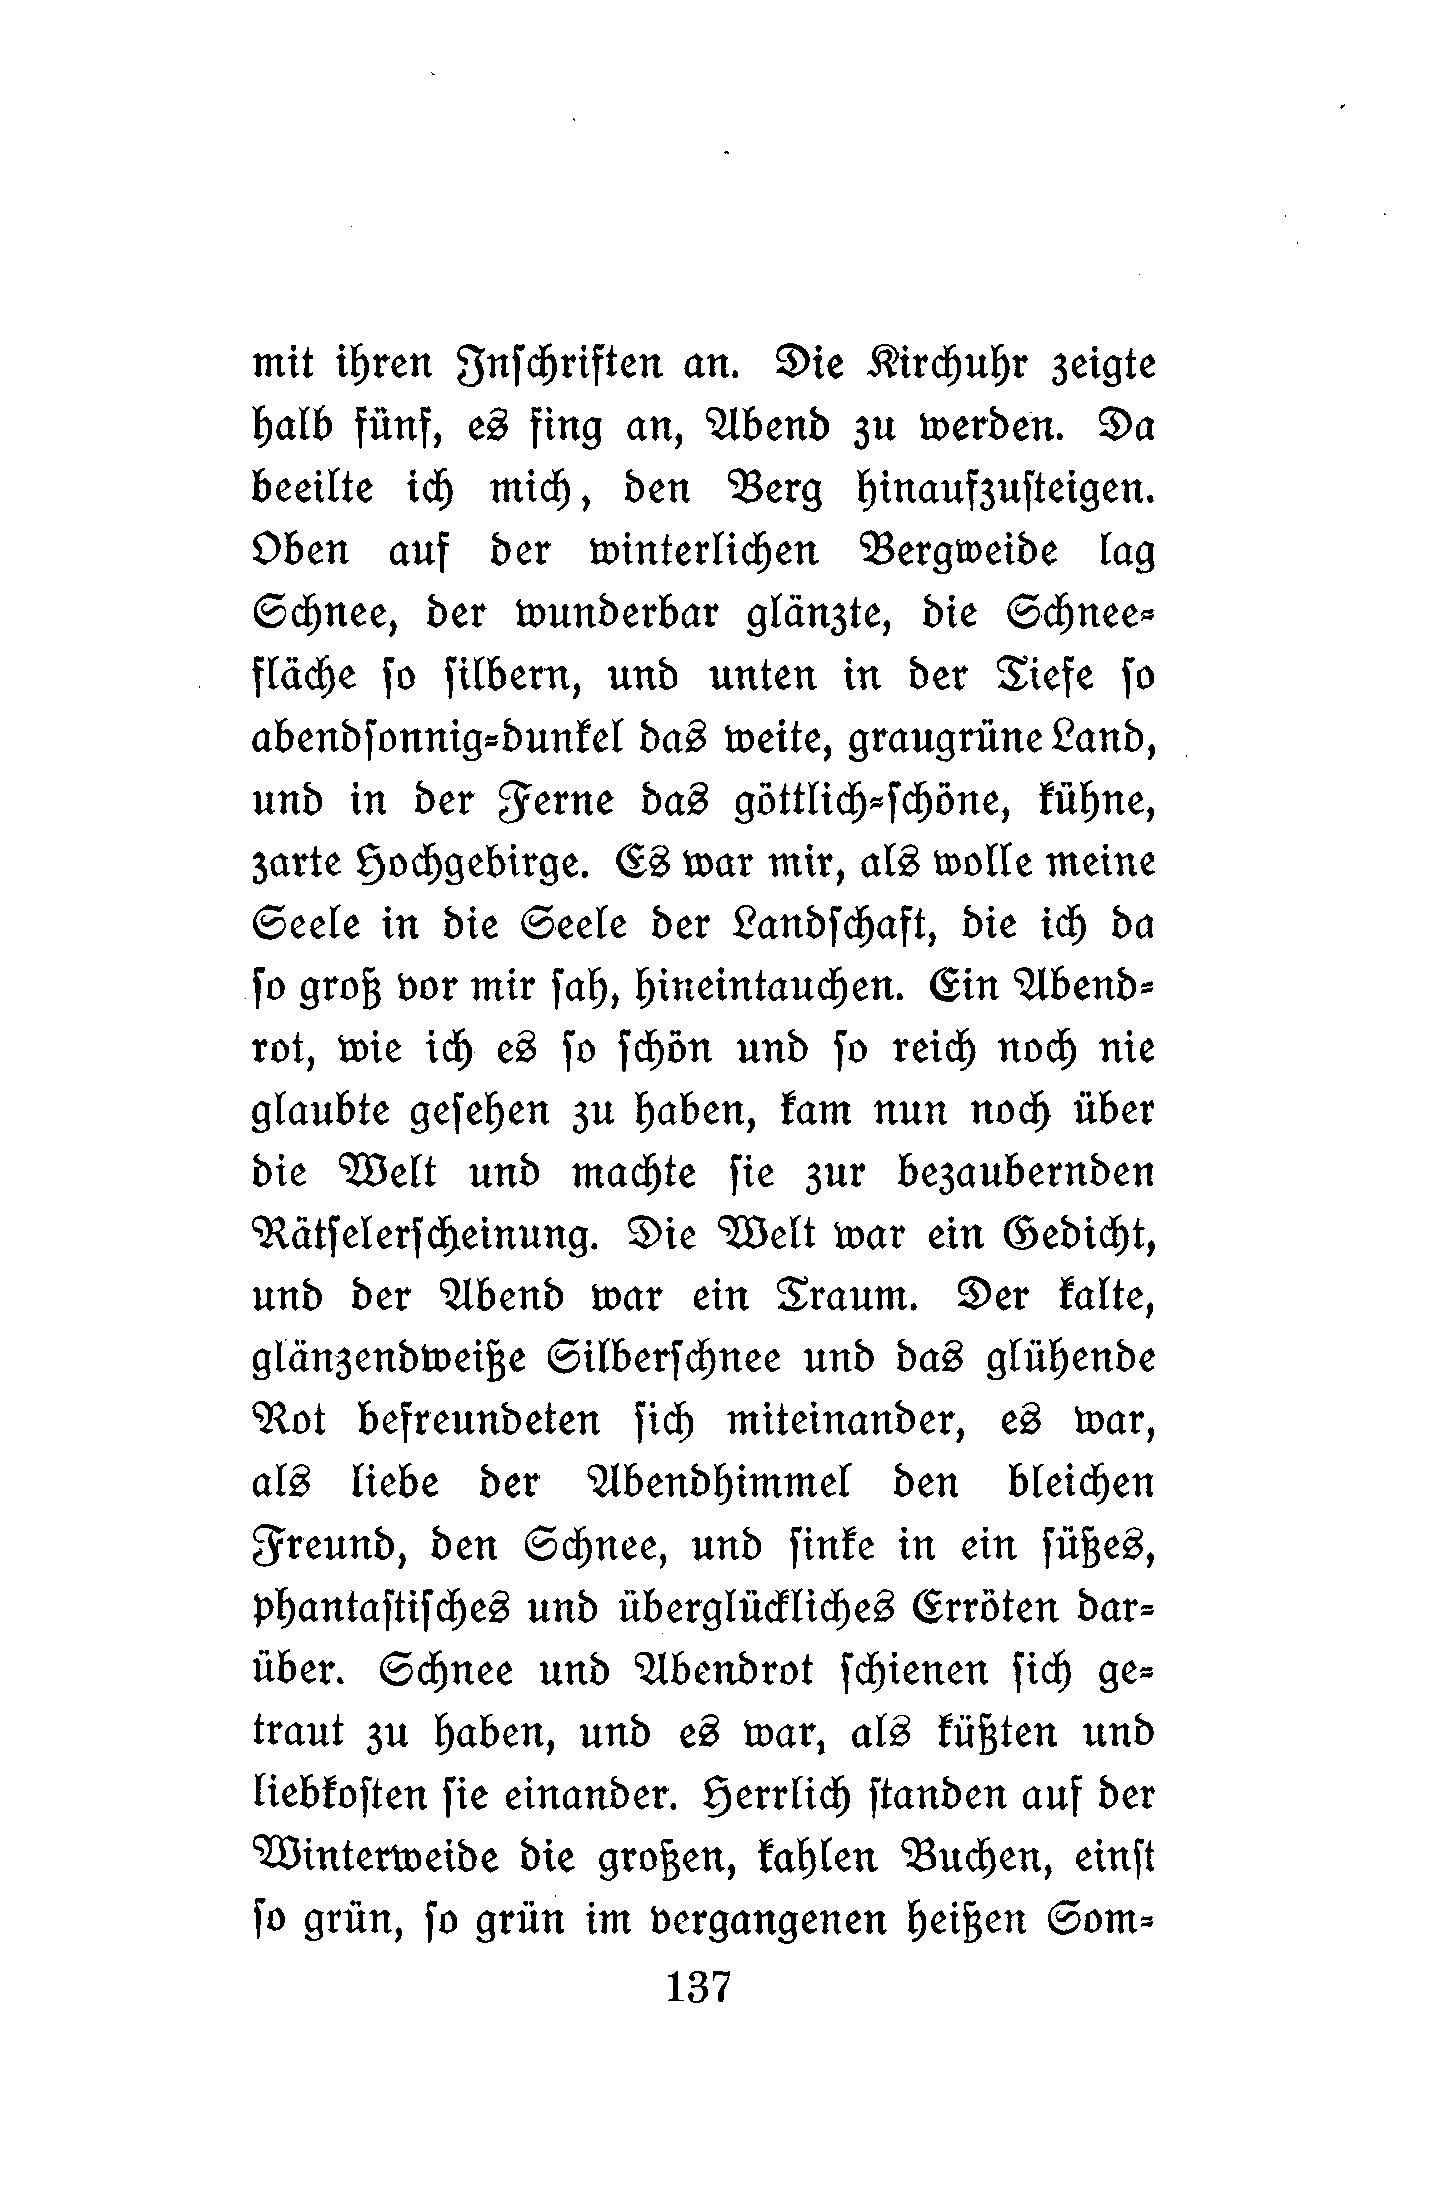 mit ihren Inſchriften an. Die Kirchuhr zeigte
halb fünf, es fing an, Abend zu werden. Da
beeilte ich mich, den Berg hinaufzuſteigen.
Oben auf der winterlichen Bergweide lag
Schnee, der wunderbar glänzte, die Schnee⸗
fläche ſo ſilbern, und unten in der Tiefe ſo
abendſonnig⸗dunkel das weite, graugrüne Land,
und in der Ferne das göttlich⸗ſchöne, kühne,
zarte Hochgebirge. Es war mir, als wolle meine
Seele in die Seele der Landſchaft, die ich da
ſo groß vor mir ſah, hineintauchen. Ein Abend⸗
rot, wie ich es ſo ſchön und ſo reich noch nie
glaubte geſehen zu haben, kam nun noch über
die Welt und machte ſie zur bezaubernden
Rätſelerſcheinung. Die Welt war ein Gedicht,
und der Abend war ein Traum. Der kalte,
glänzendweiße Silberſchnee und das glühende
Rot befreundeten ſich miteinander, es war,
als liebe der Abendhimmel den bleichen
Freund, den Schnee, und ſinke in ein ſüßes,
phantaſtiſches und überglückliches Erröten dar⸗
über. Schnee und Abendrot ſchienen ſich ge⸗
traut zu haben, und es war, als küßten und
liebkoſten ſie einander. Herrlich ſtanden auf der
Winterweide die großen, kahlen Buchen, einſt
ſo grün, ſo grün im vergangenen heißen Som⸗
137